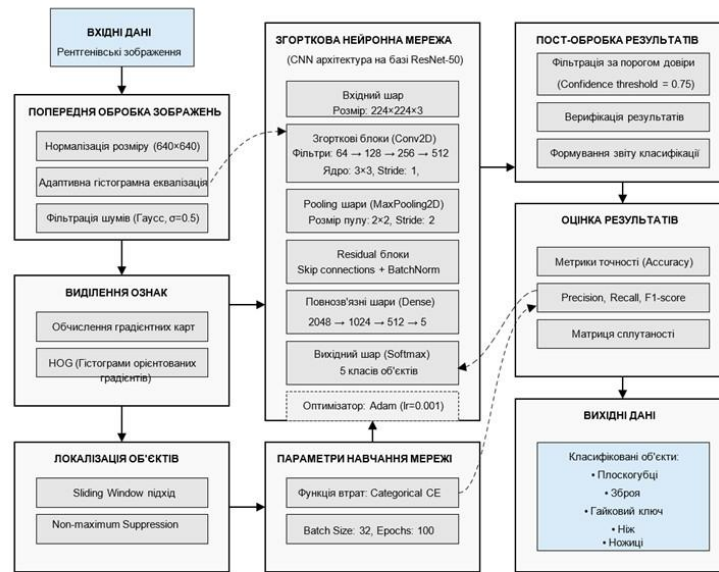 ВХІДНІ ДАНІ
Рентгенівські зображення
ПОПЕРЕДНЯ ОБРОБКА ЗОБРАЖЕНЬ
Нормалізація розміру (640×640)
Адаптивна гістограмна еквалізація
Фільтрація шумів (Гаусс, σ=0.5)
ВИДІЛЕННЯ ОЗНАК
Обчислення градієнтних карт
HOG (Гістограми орієнтованих
градієнтів)
ЛОКАЛІЗАЦІЯ ОБ'ЄКТІВ
Sliding Window підхід
Non-maximum Suppression
ЗГОРТКОВА НЕЙРОННА МЕРЕЖА
(CNN архітектура на базі ResNet-50)
Вхідний шар
Розмір: 224×224×3
Згорткові блоки (Conv2D)
Фільтри: 64 → 128 → 256 → 512
Ядро: 3×3, Stride: 1,
Pooling шари (MaxPooling2D)
Розмір пулу: 2×2, Stride: 2
Residual блоки
Skip connections + BatchNorm
Повнозв'язні шари (Dense)
2048 → 1024 → 512 → 5
Вихідний шар (Softmax)
5 класів об'єктів
Оптимізатор: Adam (lr=0.001)
ПАРАМЕТРИ НАВЧАННЯ МЕРЕЖІ
Функція втрат: Categorical CE
Batch Size: 32, Epochs: 100
ПОСТ-ОБРОБКА РЕЗУЛЬТАТІВ
Фільтрація за порогом довіри
(Confidence threshold = 0.75)
Верифікація результатів
Формування звіту класифікації
ОЦІНКА РЕЗУЛЬТАТІВ
Метрики точності (Accuracy)
Precision, Recall, F1-score
Матриця сплутаності
ВИХІДНІ ДАНІ
Класифіковані об'єкти:
• Плоскогубці
• Зброя
• Гайковий ключ
• Ніж
• Ножиці